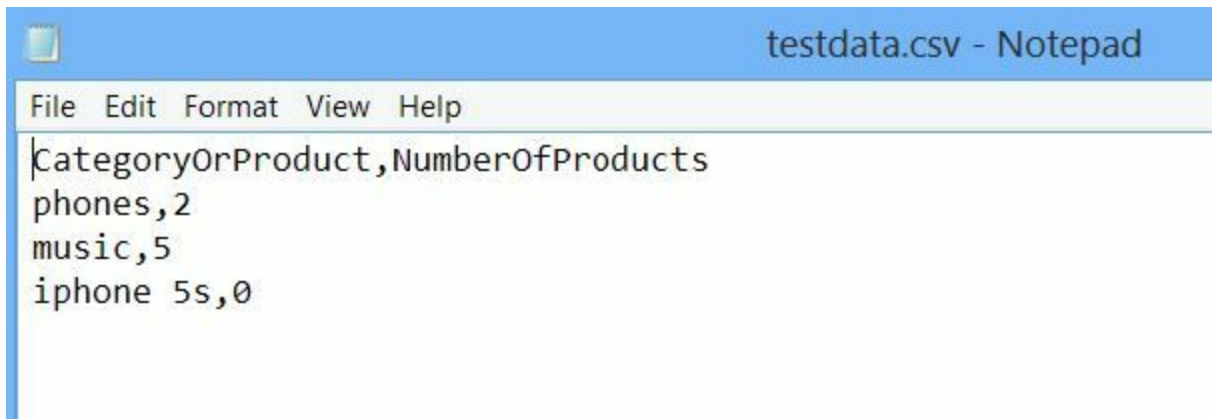 testdata.csv - Notepad
File Edit Format View Help
CategoryOrProduct,NumberOfProducts
phones,2
music,5
iphone 5s,0